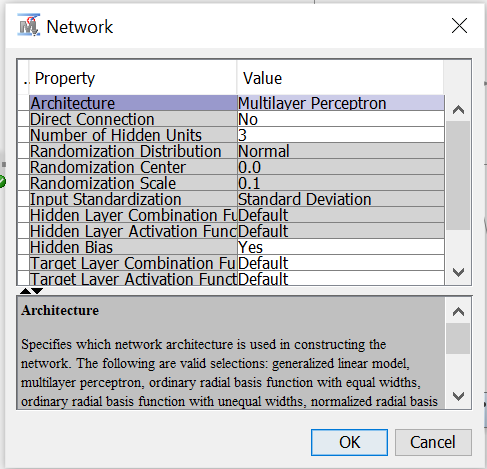 Network
. Property Value
Architecture Multilayer Perceptron
Direct Connection No
Number of Hidden Units 3
Randomization Distribution Normal
Randomization Center 0.0
Randomization Scale 0.1
Input Standardization Standard Deviation
Hidden Layer Combination Fu Default
Hidden Layer Activation Func Default
Hidden Bias Yes
Target Layer Combination Fu Default
Target Layer Activation Funct Default
Architecture
Specifies which network architecture is used in constructing the
network. The following are valid selections: generalized linear model,
multilayer perceptron, ordinary radial basis function with equal widths,
ordinary radial basis function with unequal widths, normalized radial basis
OK Cancel